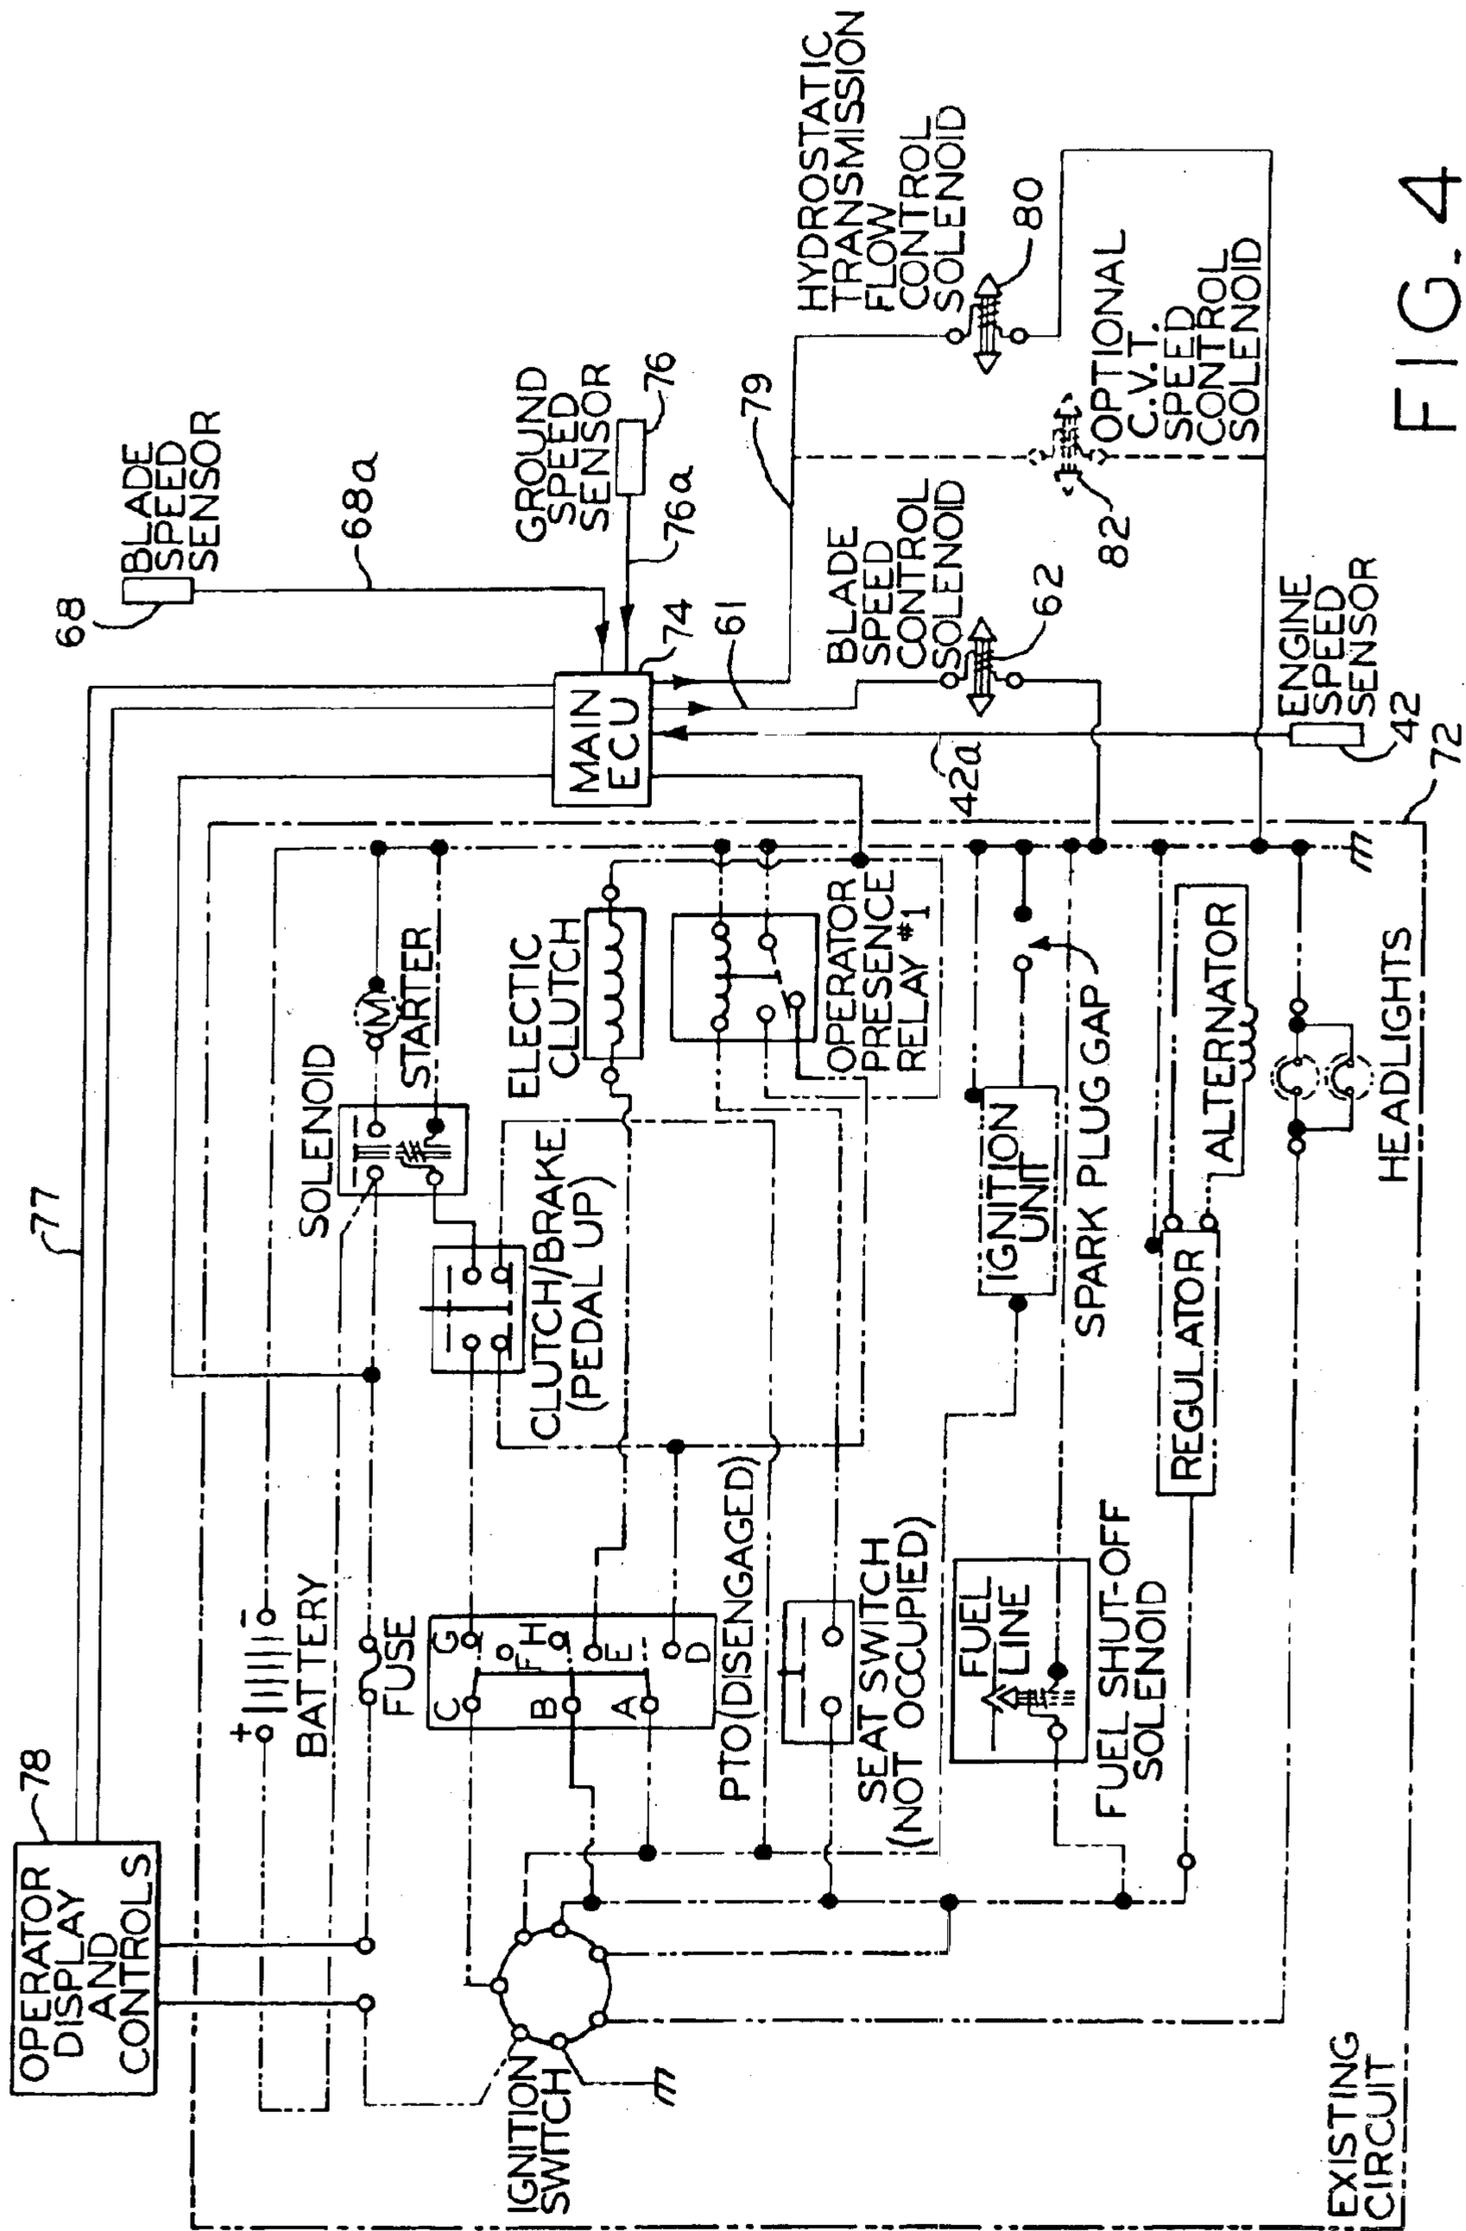 OPERATOR
DISPLAY
AND
CONTROLS
78
77
68
BLADE
SPEED
SENSOR
68a
GROUND
SPEED
SENSOR
76
76a
74
MAIN
ECU
61
79
HYDROSTATIC
TRANSMISSION
FLOW
CONTROL
SOLENOID
80
BLADE
SPEED
CONTROL
SOLENOID
62
82
OPTIONAL
C.V.T.
SPEED
CONTROL
SOLENOID
42a
ENGINE
SPEED
SENSOR
42
72
+
-
BATTERY
FUSE
SOLENOID
M
STARTER
CLUTCH/BRAKE
(PEDAL UP)
ELECTIC
CLUTCH
OPERATOR
PRESENCE
RELAY #1
IGNITION
SWITCH
C
G
F
B
H
E
A
D
PTO (DISENGAGED)
SEAT SWITCH
(NOT OCCUPIED)
FUEL
LINE
FUEL SHUT-OFF
SOLENOID
IGNITION
UNIT
SPARK PLUG GAP
REGULATOR
ALTERNATOR
HEADLIGHTS
EXISTING
CIRCUIT
FIG. 4